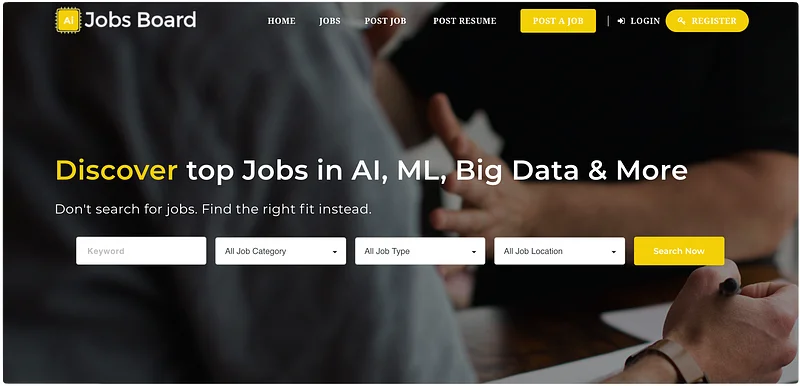 Ai Jobs Board
HOME JOBS POST JOB POST RESUME POST A JOB LOGIN REGISTER
Discover top Jobs in AI, ML, Big Data & More
Don't search for jobs. Find the right fit instead.
Keyword All Job Category All Job Type All Job Location Search Now